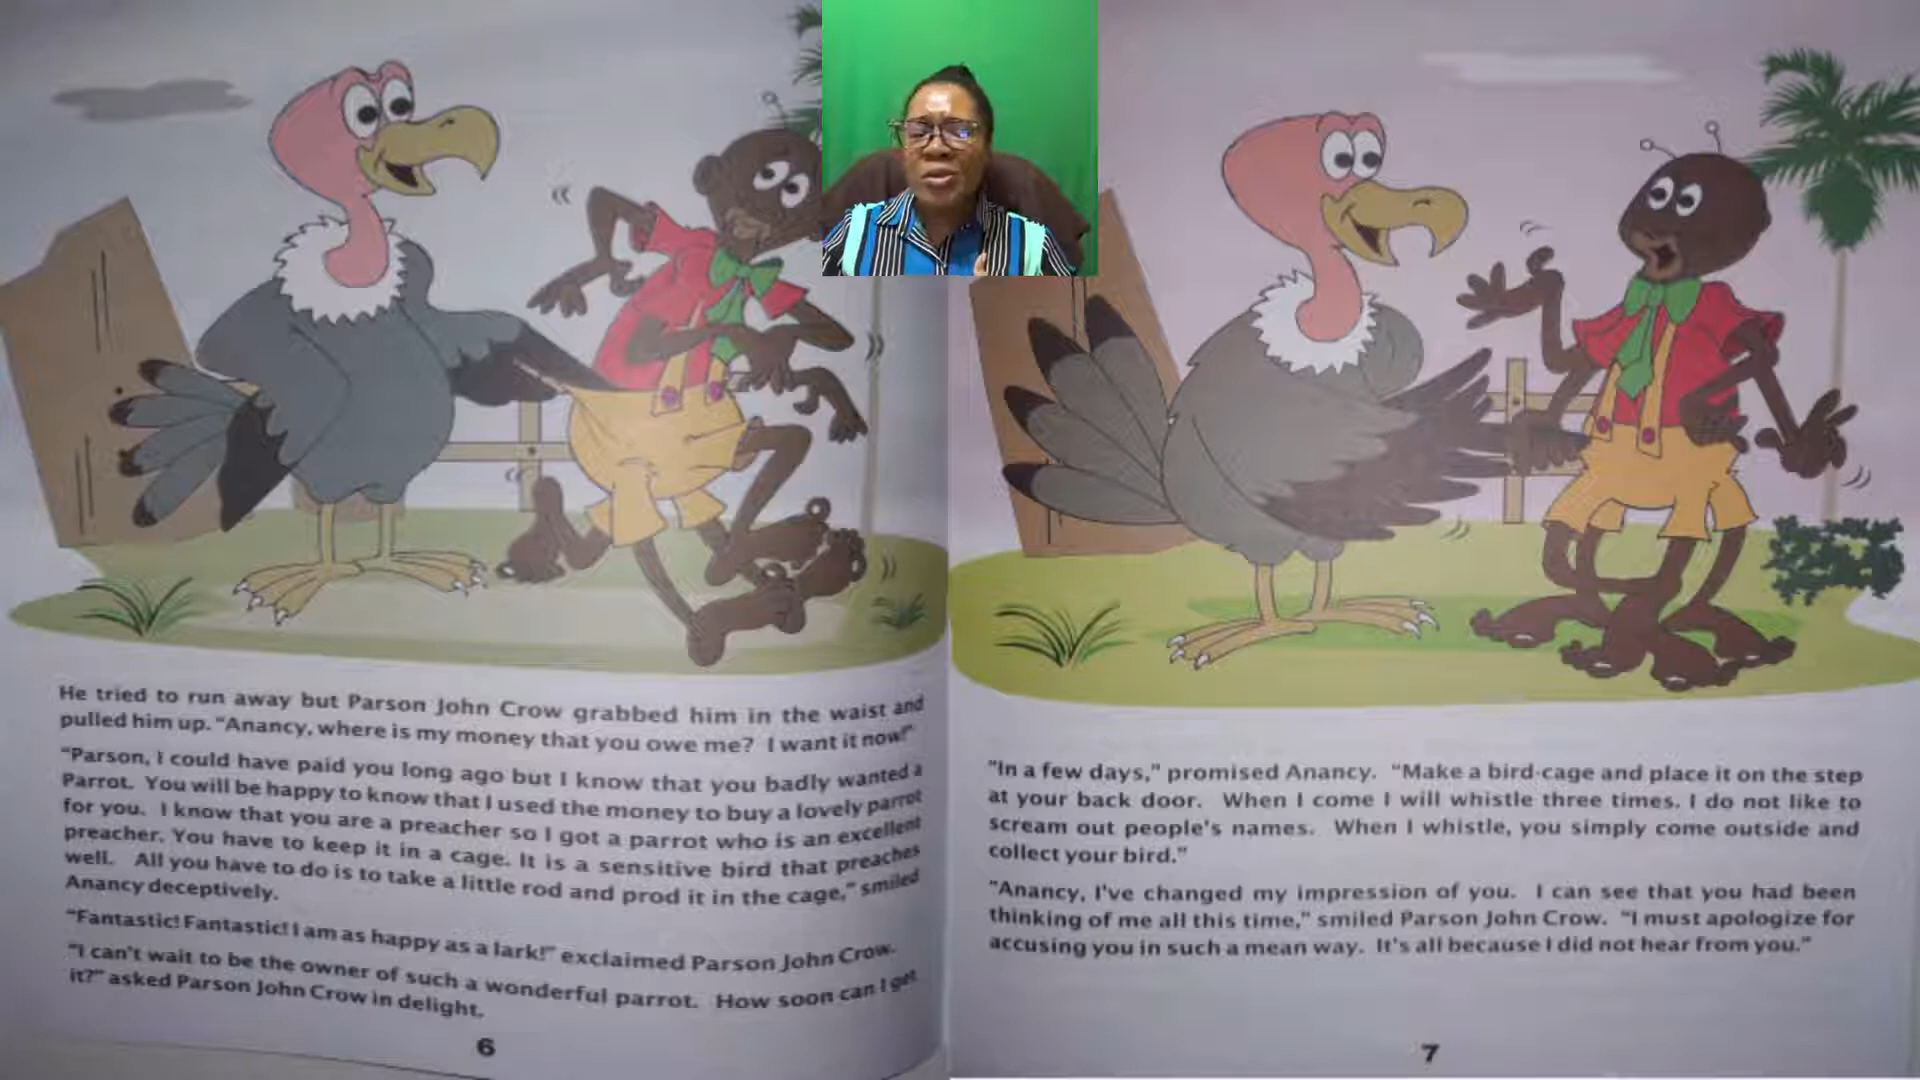 He tried to run away but Parson John Crow grabbed him in the waist and
pulled him up. "Anancy, where is my money that you owe me? I want it now!"
"Parson, I could have paid you long ago but I know that you badly wanted a
Parrot. You will be happy to know that I used the money to buy a lovely parrot
for you. I know that you are a preacher so I got a parrot who is an excellent
preacher. You have to keep it in a cage. It is a sensitive bird that preaches
well. All you have to do is to take a little rod and prod it in the cage," smiled
Anancy deceptively.
"Fantastic! Fantastic! I am as happy as a lark!" exclaimed Parson John Crow.
"I can't wait to be the owner of such a wonderful parrot. How soon can I get
it?" asked Parson John Crow in delight.
6
"In a few days," promised Anancy. "Make a bird-cage and place it on the step
at your back door. When I come I will whistle three times. I do not like to
scream out people's names. When I whistle, you simply come outside and
collect your bird."
"Anancy, I've changed my impression of you. I can see that you had been
thinking of me all this time," smiled Parson John Crow. "I must apologize for
accusing you in such a mean way. It's all because I did not hear from you."
7